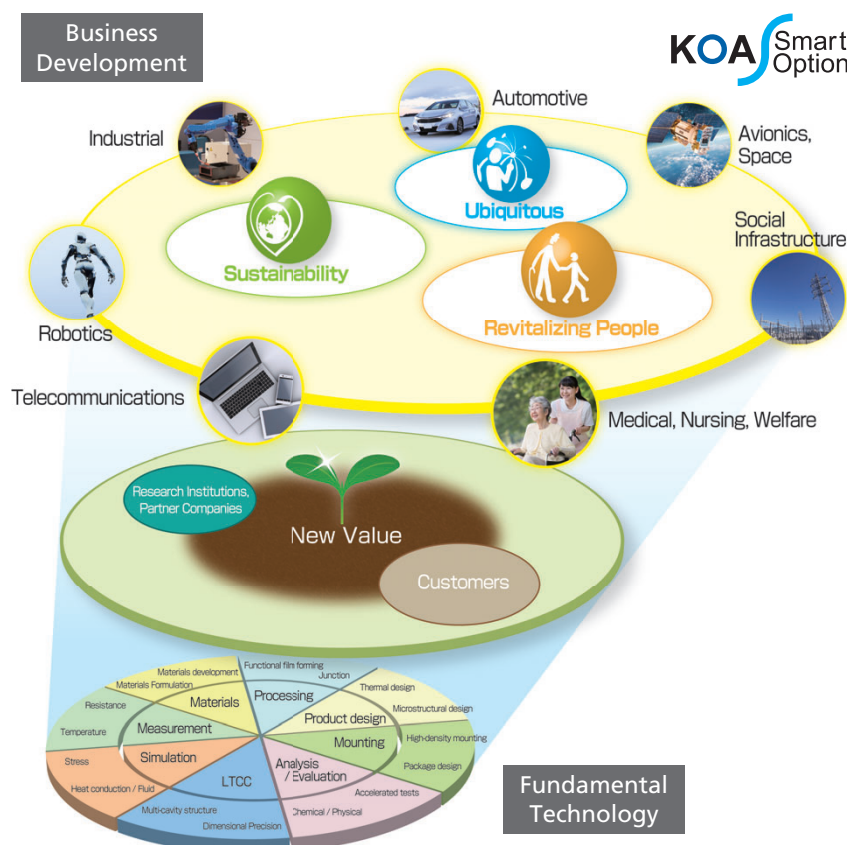 Business
Development
KOA Smart
Option
Automotive
Industrial
Avionics,
Space
Ubiquitous
Social
Infrastructure
Sustainability
Revitalizing People
Robotics
Telecommunications
Medical, Nursing, Welfare
Research Institutions,
Partner Companies
New Value
Customers
Functional film forming
Junction
Materials development
Materials Formulation
Thermal design
Microstructural design
Processing
Materials
Product design
Resistance
Temperature
Measurement
Mounting
High-density mounting
Package design
Stress
Heat conduction / Fluid
Simulation
LTCC
Analysis
/ Evaluation
Accelerated tests
Chemical / Physical
Multi-cavity structure
Dimensional Precision
Fundamental
Technology